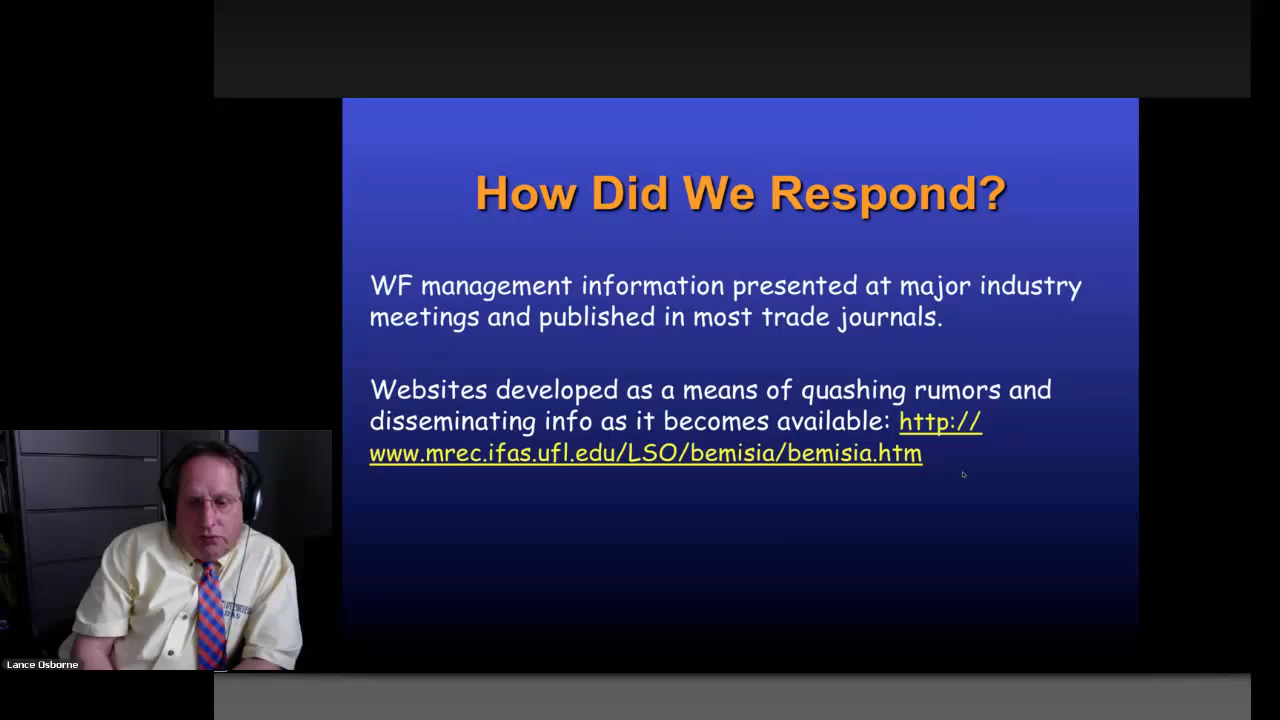 How Did We Respond?
WF management information presented at major industry
meetings and published in most trade journals.
Websites developed as a means of quashing rumors and
disseminating info as it becomes available: http://
www.mrec.ifas.ufl.edu/LSO/bemisia/bemisia.htm
Lance Osborne